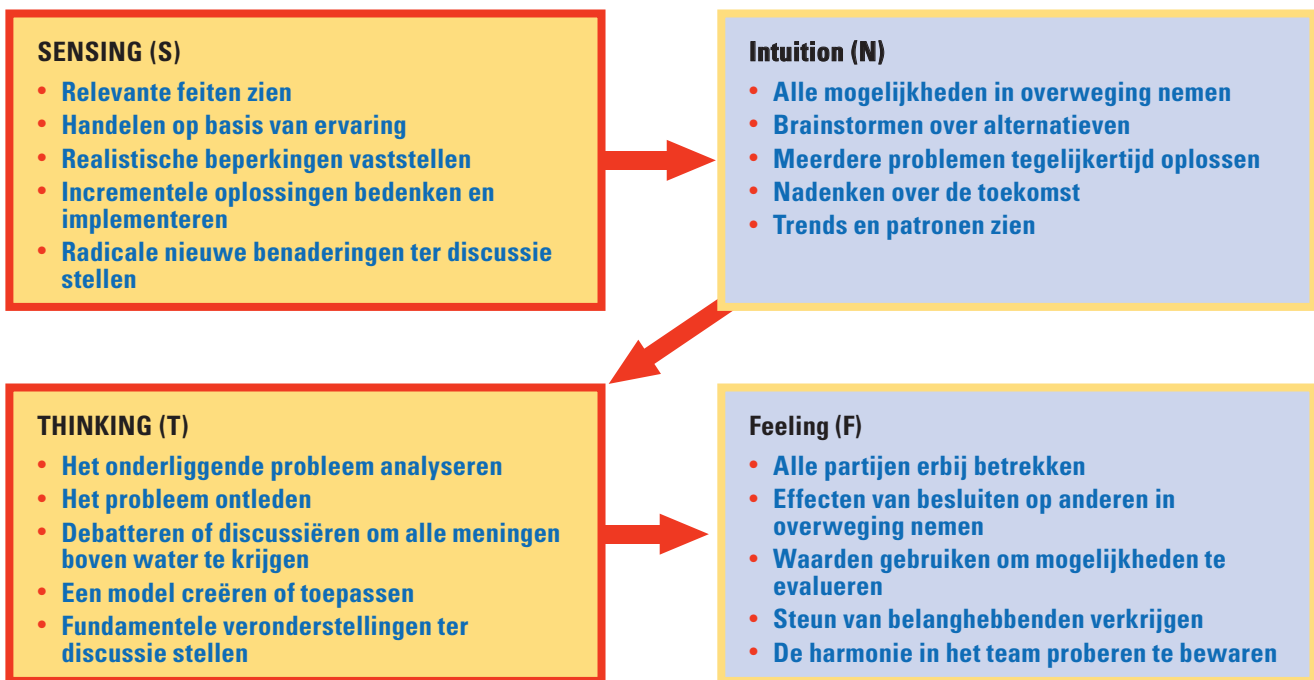 SENSING (S)
• Relevante feiten zien
• Handelen op basis van ervaring
• Realistische beperkingen vaststellen
• Incrementele oplossingen bedenken en
implementeren
• Radicale nieuwe benaderingen ter discussie
stellen
Intuition (N)
• Alle mogelijkheden in overweging nemen
• Brainstormen over alternatieven
• Meerdere problemen tegelijkertijd oplossen
• Nadenken over de toekomst
• Trends en patronen zien
THINKING (T)
• Het onderliggende probleem analyseren
• Het probleem ontleden
• Debatteren of discussiëren om alle meningen
boven water te krijgen
• Een model creëren of toepassen
• Fundamentele veronderstellingen ter
discussie stellen
Feeling (F)
• Alle partijen erbij betrekken
• Effecten van besluiten op anderen in
overweging nemen
• Waarden gebruiken om mogelijkheden te
evalueren
• Steun van belanghebbenden verkrijgen
• De harmonie in het team proberen te bewaren